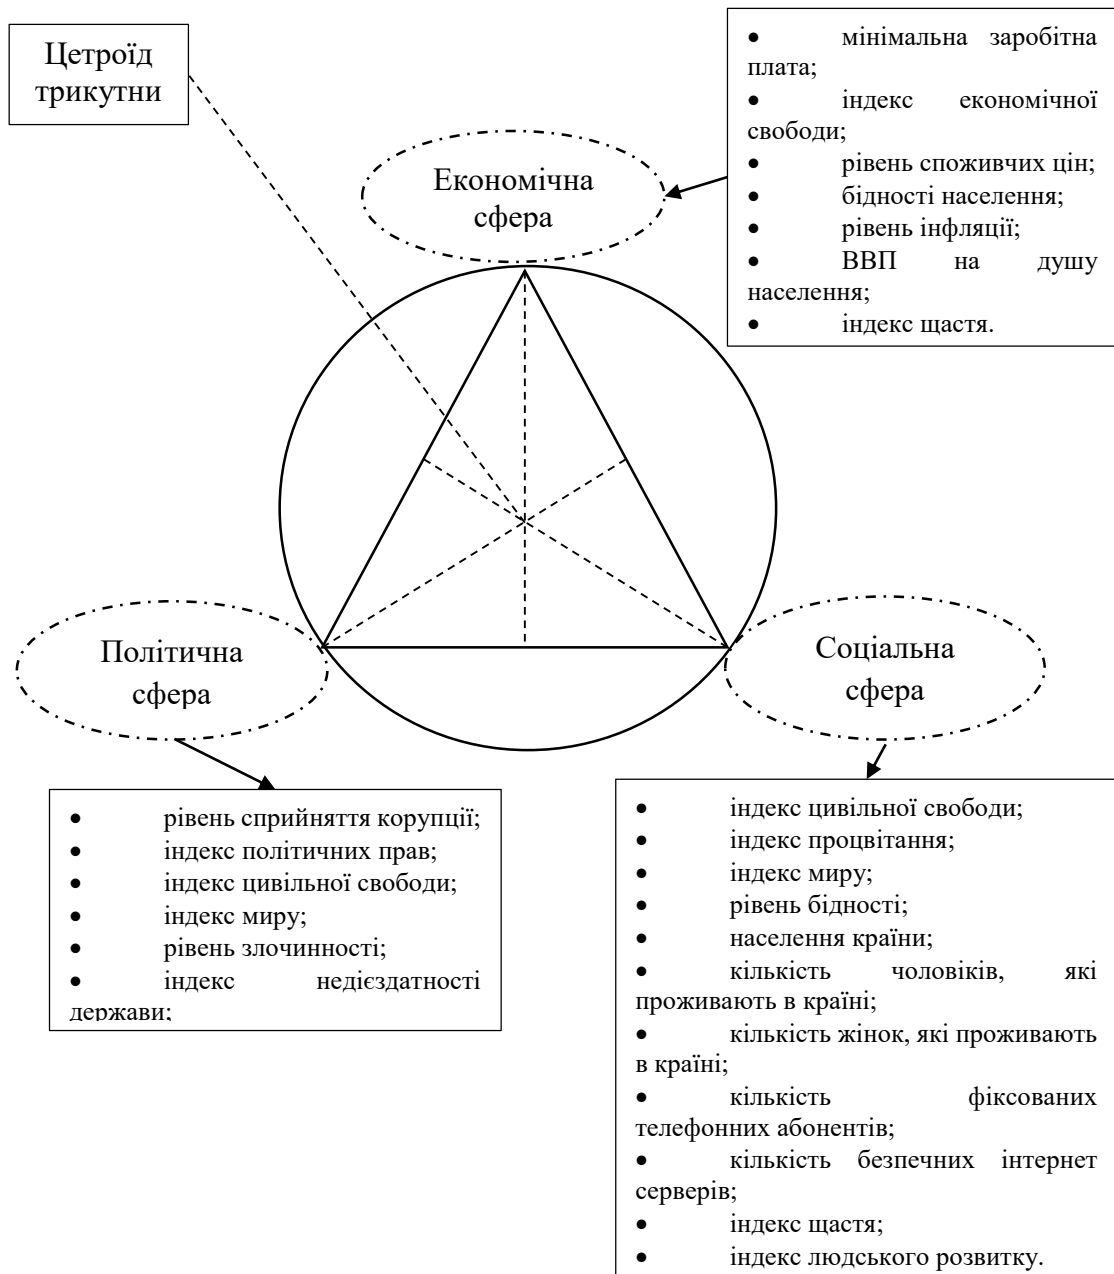 Цетроїд
трикутни
• мінімальна заробітна
плата;
• індекс економічної
свободи;
• рівень споживчих цін;
• бідності населення;
• рівень інфляції;
• ВВП на душу
населення;
• індекс щастя.
Економічна
сфера
Політична
сфера
Соціальна
сфера
• рівень сприйняття корупції;
• індекс політичних прав;
• індекс цивільної свободи;
• індекс миру;
• рівень злочинності;
• індекс недієздатності
держави;
• індекс цивільної свободи;
• індекс процвітання;
• індекс миру;
• рівень бідності;
• населення країни;
• кількість чоловіків, які
проживають в країні;
• кількість жінок, які проживають
в країні;
• кількість фіксованих
телефонних абонентів;
• кількість безпечних інтернет
серверів;
• індекс щастя;
• індекс людського розвитку.